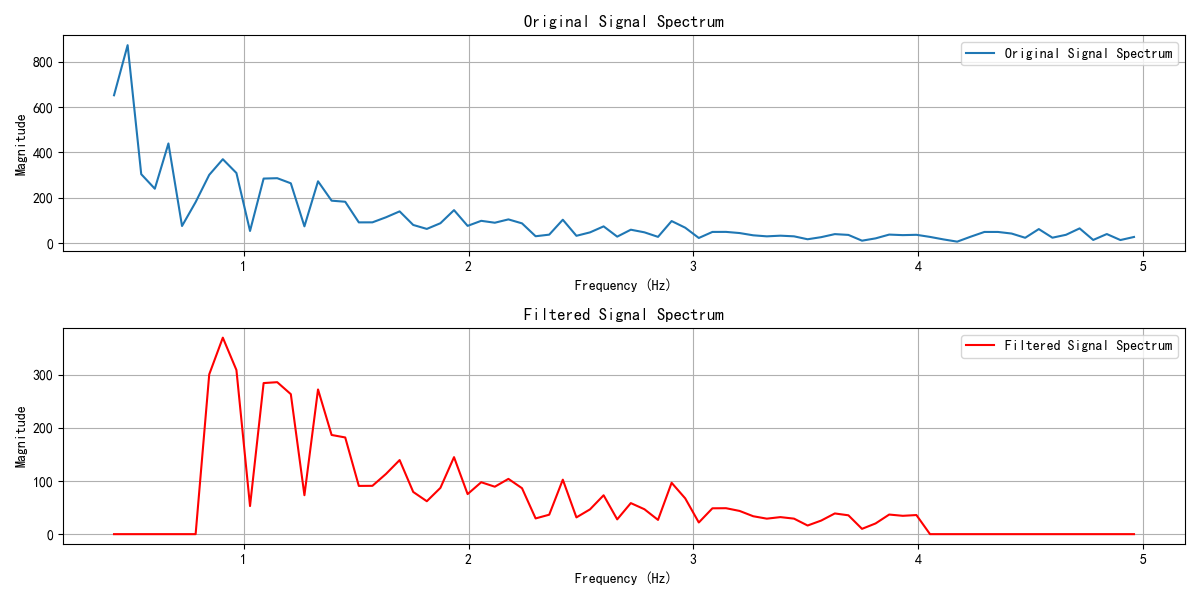 Original Signal Spectrum
Original Signal Spectrum
Magnitude
800
600
400
200
0
1
2
3
4
5
Frequency (Hz)
Filtered Signal Spectrum
Filtered Signal Spectrum
Magnitude
300
200
100
0
1
2
3
4
5
Frequency (Hz)